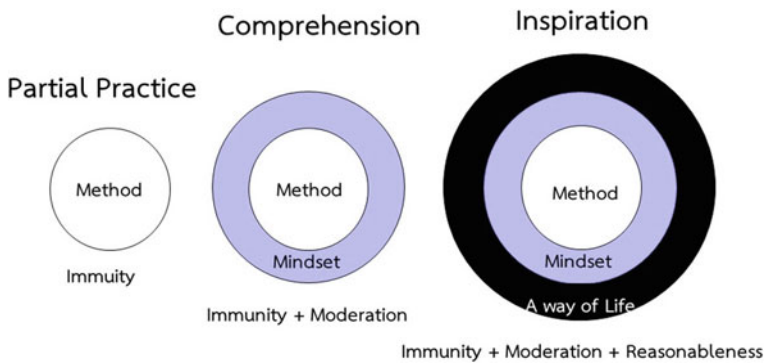 Partial Practice
Method
Immuity
Comprehension
Method
Mindset
Immunity + Moderation
Inspiration
Method
Mindset
A way of Life
Immunity + Moderation + Reasonableness